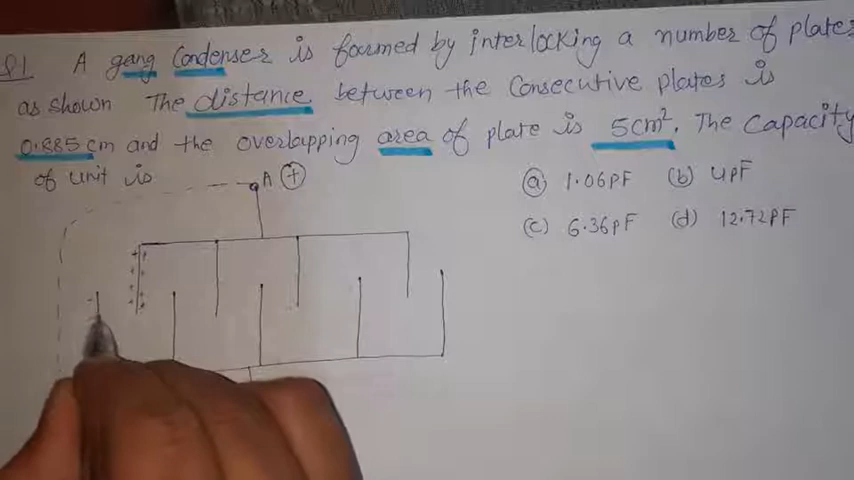 Q1. A gang Condenser is formed by interlocking a number of plates
as shown The distance between the Consecutive plates is
0.885 cm and the overlapping area of plate is 5cm². The Capacity
of unit is
(a) 1.06PF (b) 4PF
(c) 6.36PF (d) 12.72PF
A (+)